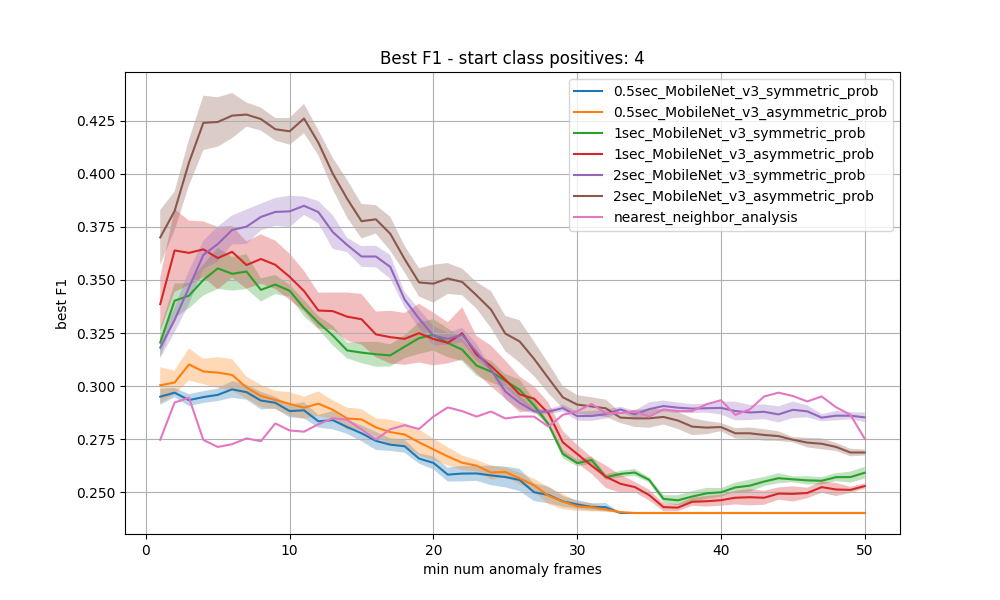 Best F1 - start class positives: 4
0.5sec_MobileNet_v3_symmetric_prob
0.5sec_MobileNet_v3_asymmetric_prob
1sec_MobileNet_v3_symmetric_prob
1sec_MobileNet_v3_asymmetric_prob
2sec_MobileNet_v3_symmetric_prob
2sec_MobileNet_v3_asymmetric_prob
nearest_neighbor_analysis
best F1
0.425
0.400
0.375
0.350
0.325
0.300
0.275
0.250
0 10 20 30 40 50
min num anomaly frames